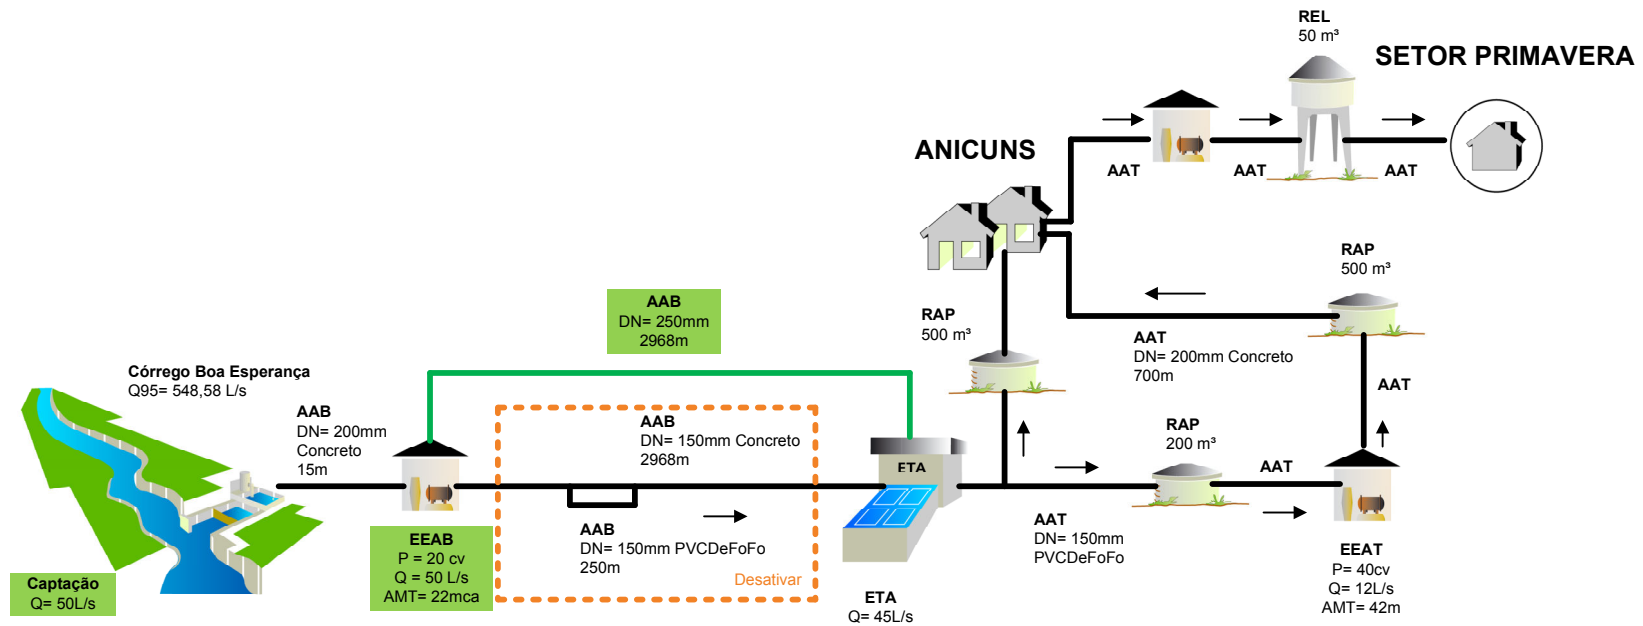 REL
50 m³
SETOR PRIMAVERA
ANICUNS
AAT
AAT
AAT
RAP
500 m³
AAB
DN= 250mm
2968m
RAP
500 m³
AAT
DN= 200mm Concreto
700m
Córrego Boa Esperança
Q95= 548,58 L/s
AAB
DN= 200mm
Concreto
15m
AAB
DN= 150mm Concreto
2968m
AAT
RAP
200 m³
ETA
AAT
AAB
DN= 150mm PVCDeFoFo
250m
Desativar
AAT
DN= 150mm
PVCDeFoFo
EEAB
P = 20 cv
Q = 50 L/s
AMT= 22mca
EEAT
P= 40cv
Q= 12L/s
AMT= 42m
Captação
Q= 50L/s
ETA
Q= 45L/s